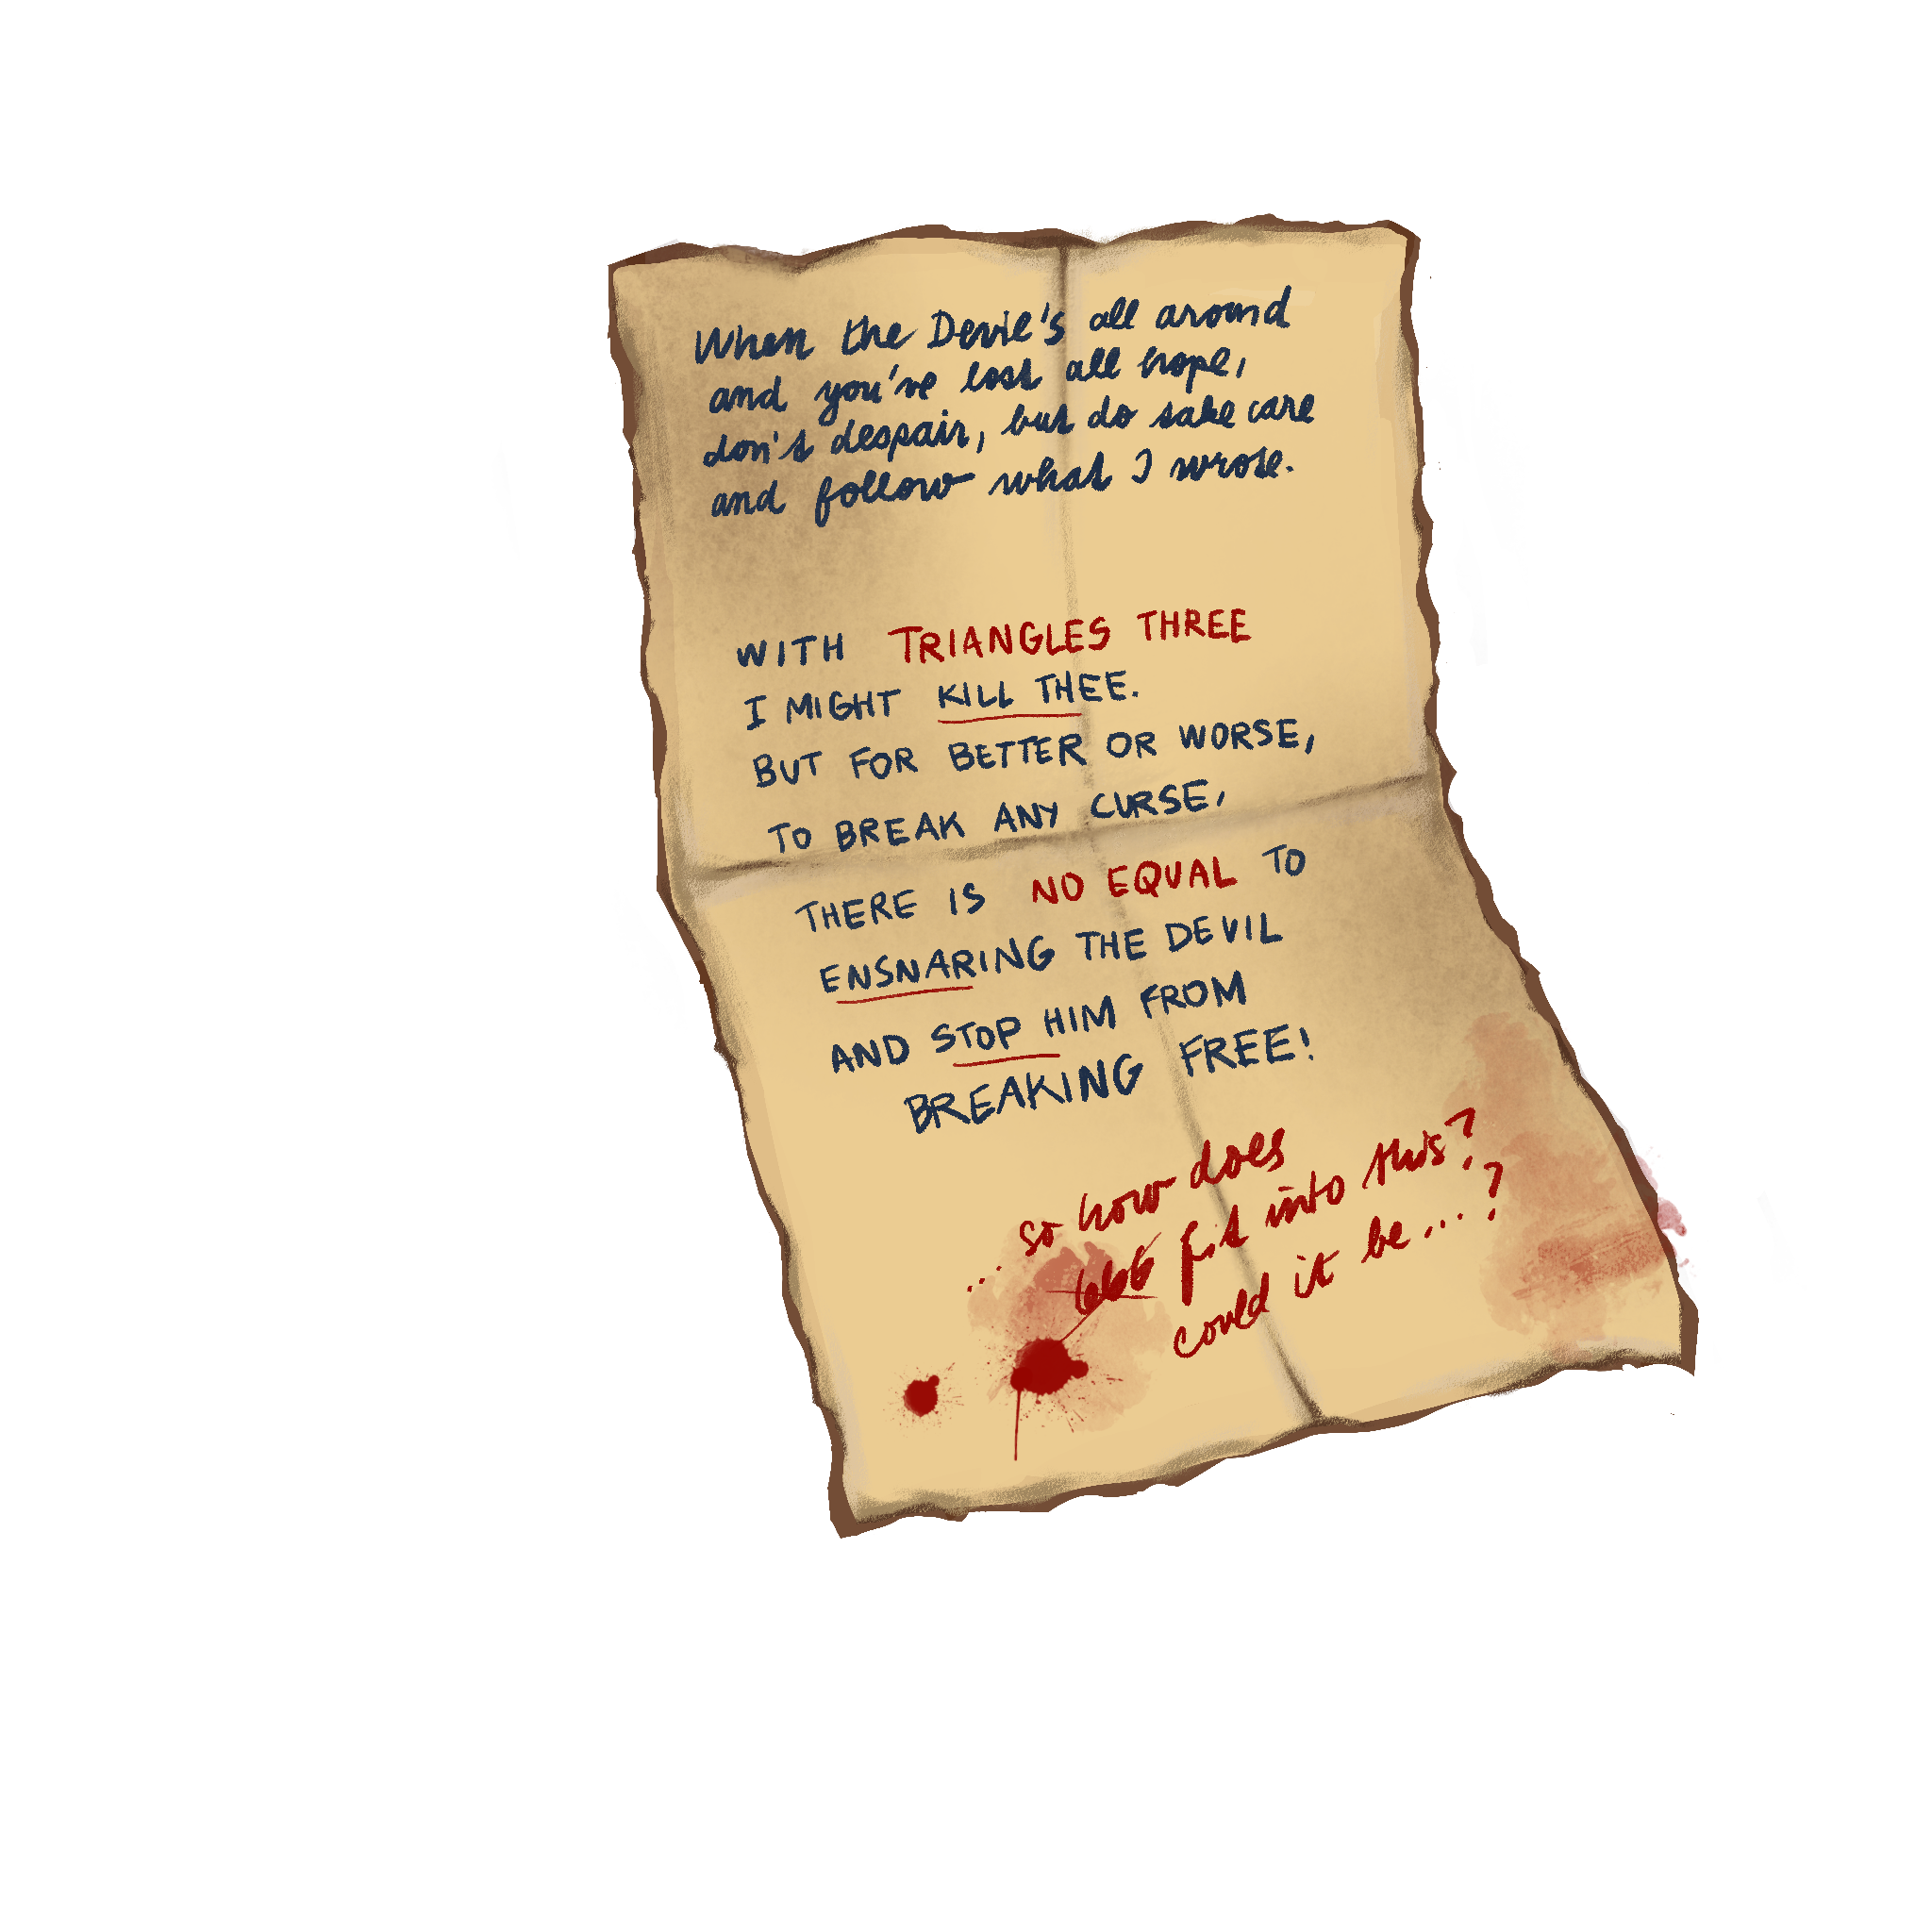 When the Devil's all around
and you've lost all hope,
don't despair, but do take care
and follow what I wrote.
WITH TRIANGLES THREE
I MIGHT KILL THEE.
BUT FOR BETTER OR WORSE,
TO BREAK ANY CURSE,
THERE IS NO EQUAL TO
ENSNARING THE DEVIL
AND STOP HIM FROM
BREAKING FREE!
... so how does
666 fit into this?
could it be...?